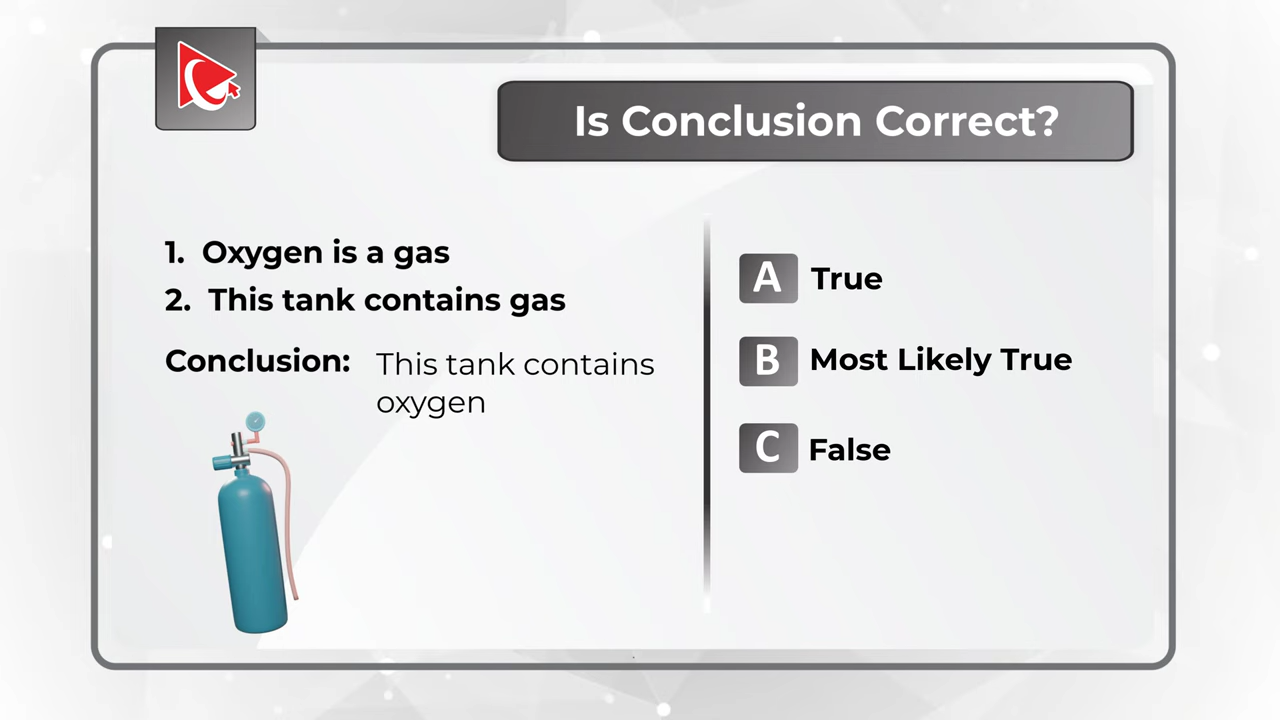 Is Conclusion Correct?
1. Oxygen is a gas
2. This tank contains gas
Conclusion: This tank contains
oxygen
A True
B Most Likely True
C False